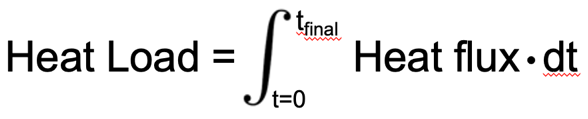 Heat Load = ∫ t=0 tfinal Heat flux · dt